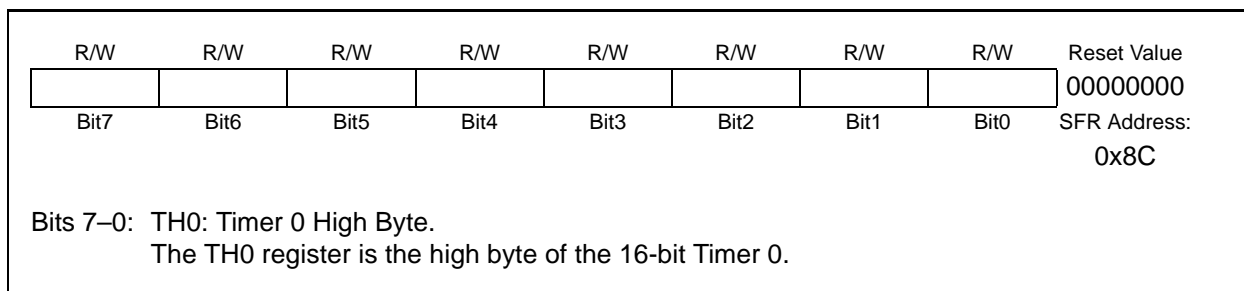 R/W R/W R/W R/W R/W R/W R/W R/W Reset Value
00000000
Bit7 Bit6 Bit5 Bit4 Bit3 Bit2 Bit1 Bit0 SFR Address:
0x8C
Bits 7–0: TH0: Timer 0 High Byte.
The TH0 register is the high byte of the 16-bit Timer 0.